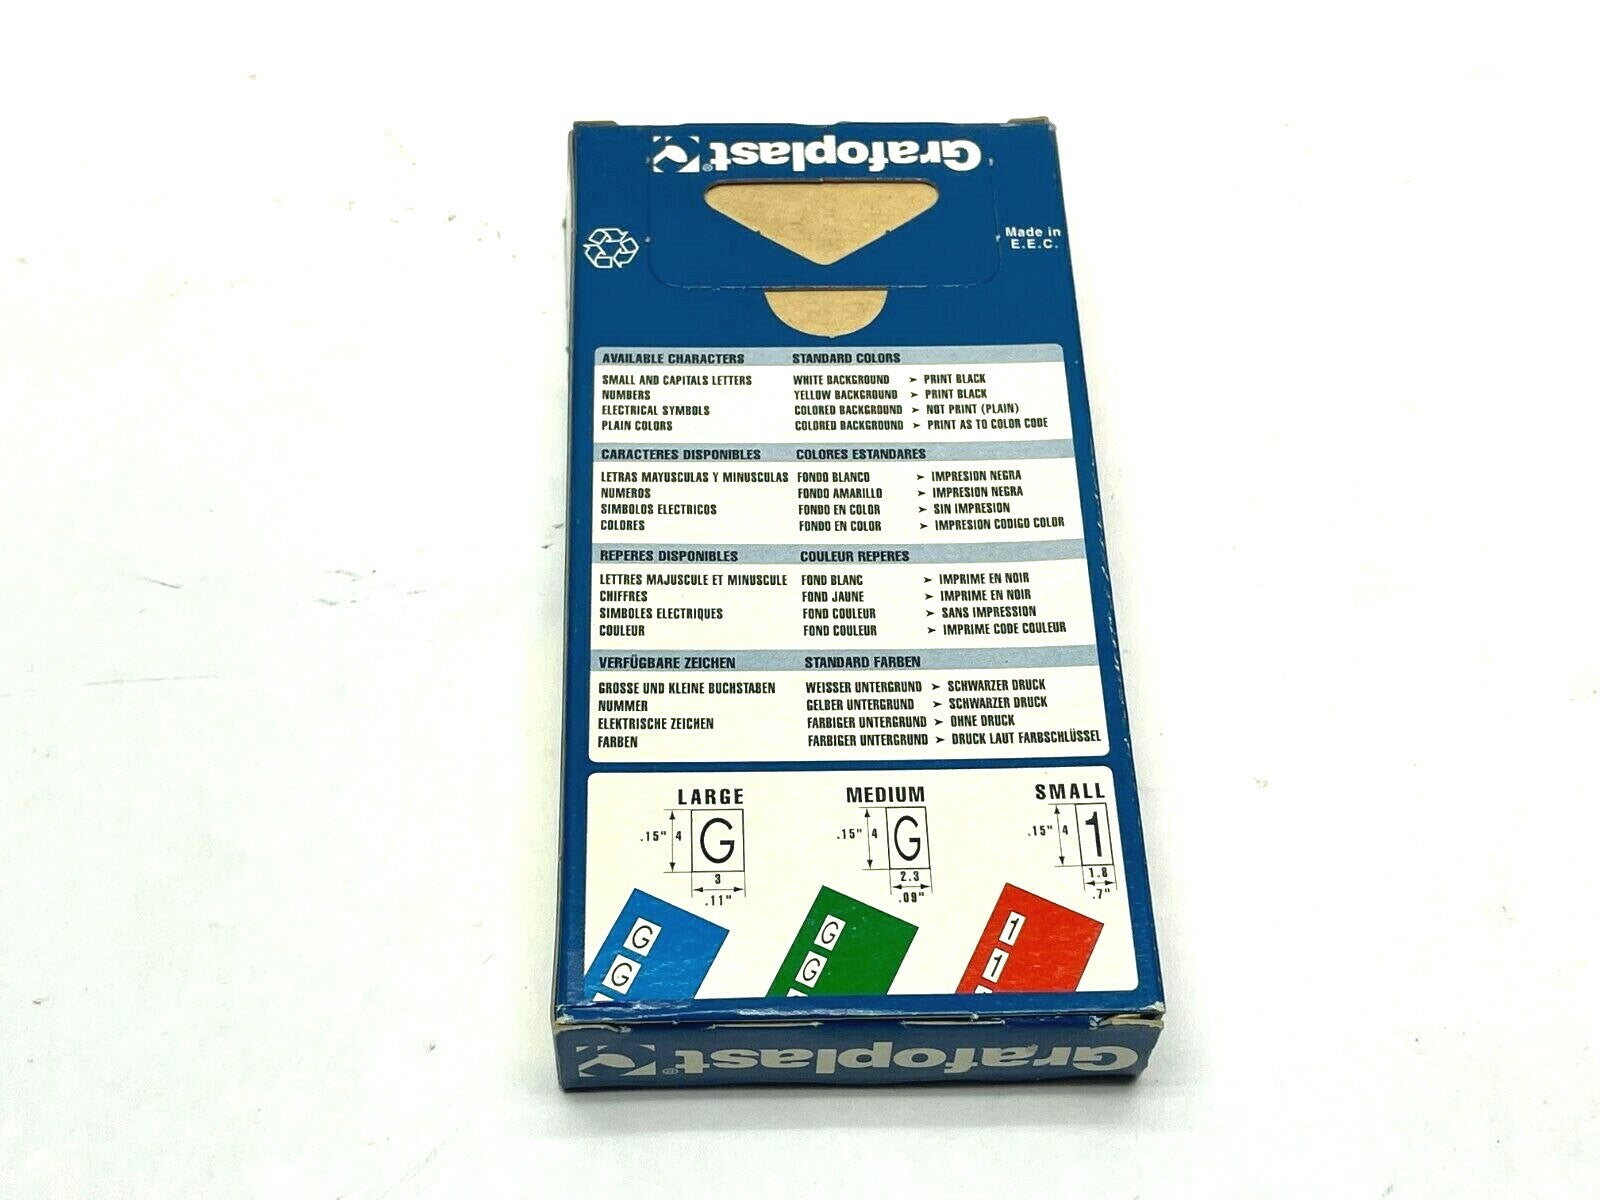 Grafoplast®
Made in
E.E.C.
AVAILABLE CHARACTERS STANDARD COLORS
SMALL AND CAPITALS LETTERS WHITE BACKGROUND ➤ PRINT BLACK
NUMBERS YELLOW BACKGROUND ➤ PRINT BLACK
ELECTRICAL SYMBOLS COLORED BACKGROUND ➤ NOT PRINT (PLAIN)
PLAIN COLORS COLORED BACKGROUND ➤ PRINT AS TO COLOR CODE
CARACTERES DISPONIBLES COLORES ESTANDARES
LETRAS MAYUSCULAS Y MINUSCULAS FONDO BLANCO ➤ IMPRESION NEGRA
NUMEROS FONDO AMARILLO ➤ IMPRESION NEGRA
SIMBOLOS ELECTRICOS FONDO EN COLOR ➤ SIN IMPRESION
COLORES FONDO EN COLOR ➤ IMPRESION CODIGO COLOR
REPERES DISPONIBLES COULEUR REPERES
LETTRES MAJUSCULE ET MINUSCULE FOND BLANC ➤ IMPRIME EN NOIR
CHIFFRES FOND JAUNE ➤ IMPRIME EN NOIR
SIMBOLES ELECTRIQUES FOND COULEUR ➤ SANS IMPRESSION
COULEUR FOND COULEUR ➤ IMPRIME CODE COULEUR
VERFÜGBARE ZEICHEN STANDARD FARBEN
GROSSE UND KLEINE BUCHSTABEN WEISSER UNTERGRUND ➤ SCHWARZER DRUCK
NUMMER GELBER UNTERGRUND ➤ SCHWARZER DRUCK
ELEKTRISCHE ZEICHEN FARBIGER UNTERGRUND ➤ OHNE DRUCK
FARBEN FARBIGER UNTERGRUND ➤ DRUCK LAUT FARBSCHLÜSSEL
LARGE MEDIUM SMALL
.15" 4 G .15" 4 G .15" 4 1
3 2.3 1.8
.11" .09" .7"
G G 1
G G 1
Grafoplast®